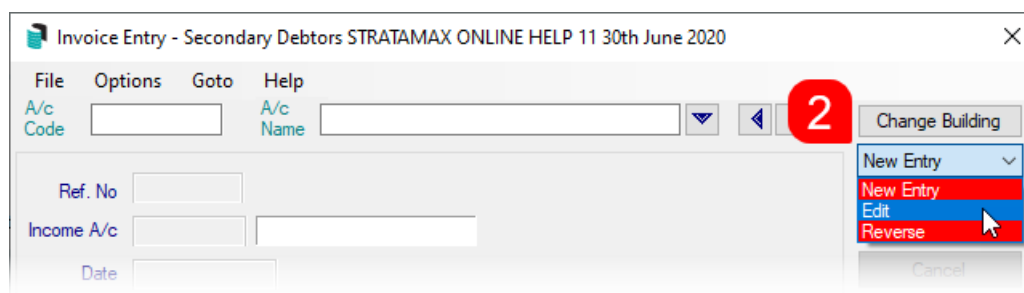 Invoice Entry - Secondary Debtors STRATAMAX ONLINE HELP 11 30th June 2020
File Options Goto Help
A/c Code
A/c Name
2
Change Building
New Entry
New Entry
Edit
Reverse
Ref. No
Income A/c
Date
Cancel